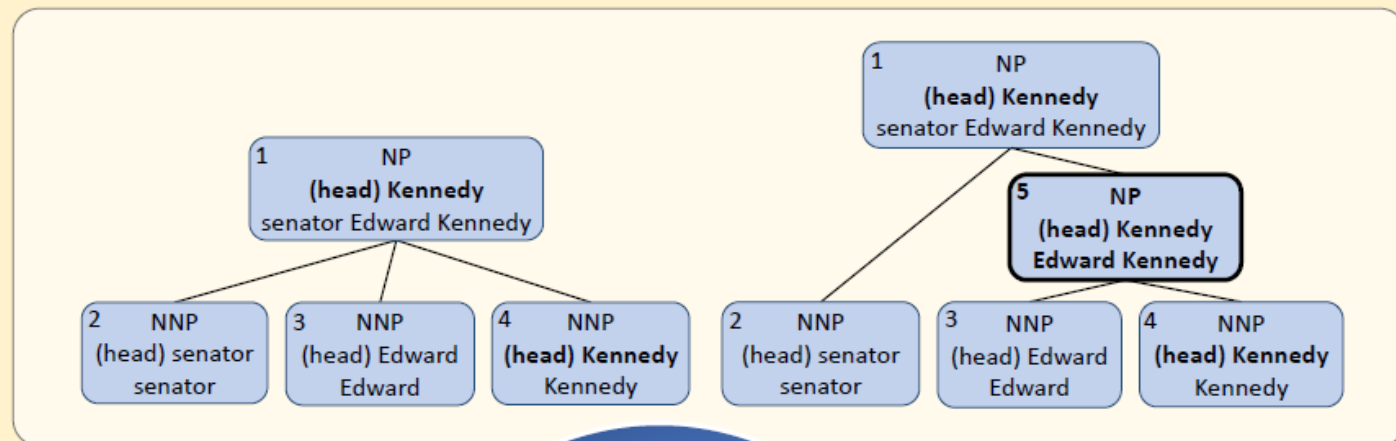 1 NP
(head) Kennedy
senator Edward Kennedy
2 NNP
(head) senator
senator
3 NNP
(head) Edward
Edward
4 NNP
(head) Kennedy
Kennedy
1 NP
(head) Kennedy
senator Edward Kennedy
5 NP
(head) Kennedy
Edward Kennedy
2 NNP
(head) senator
senator
3 NNP
(head) Edward
Edward
4 NNP
(head) Kennedy
Kennedy